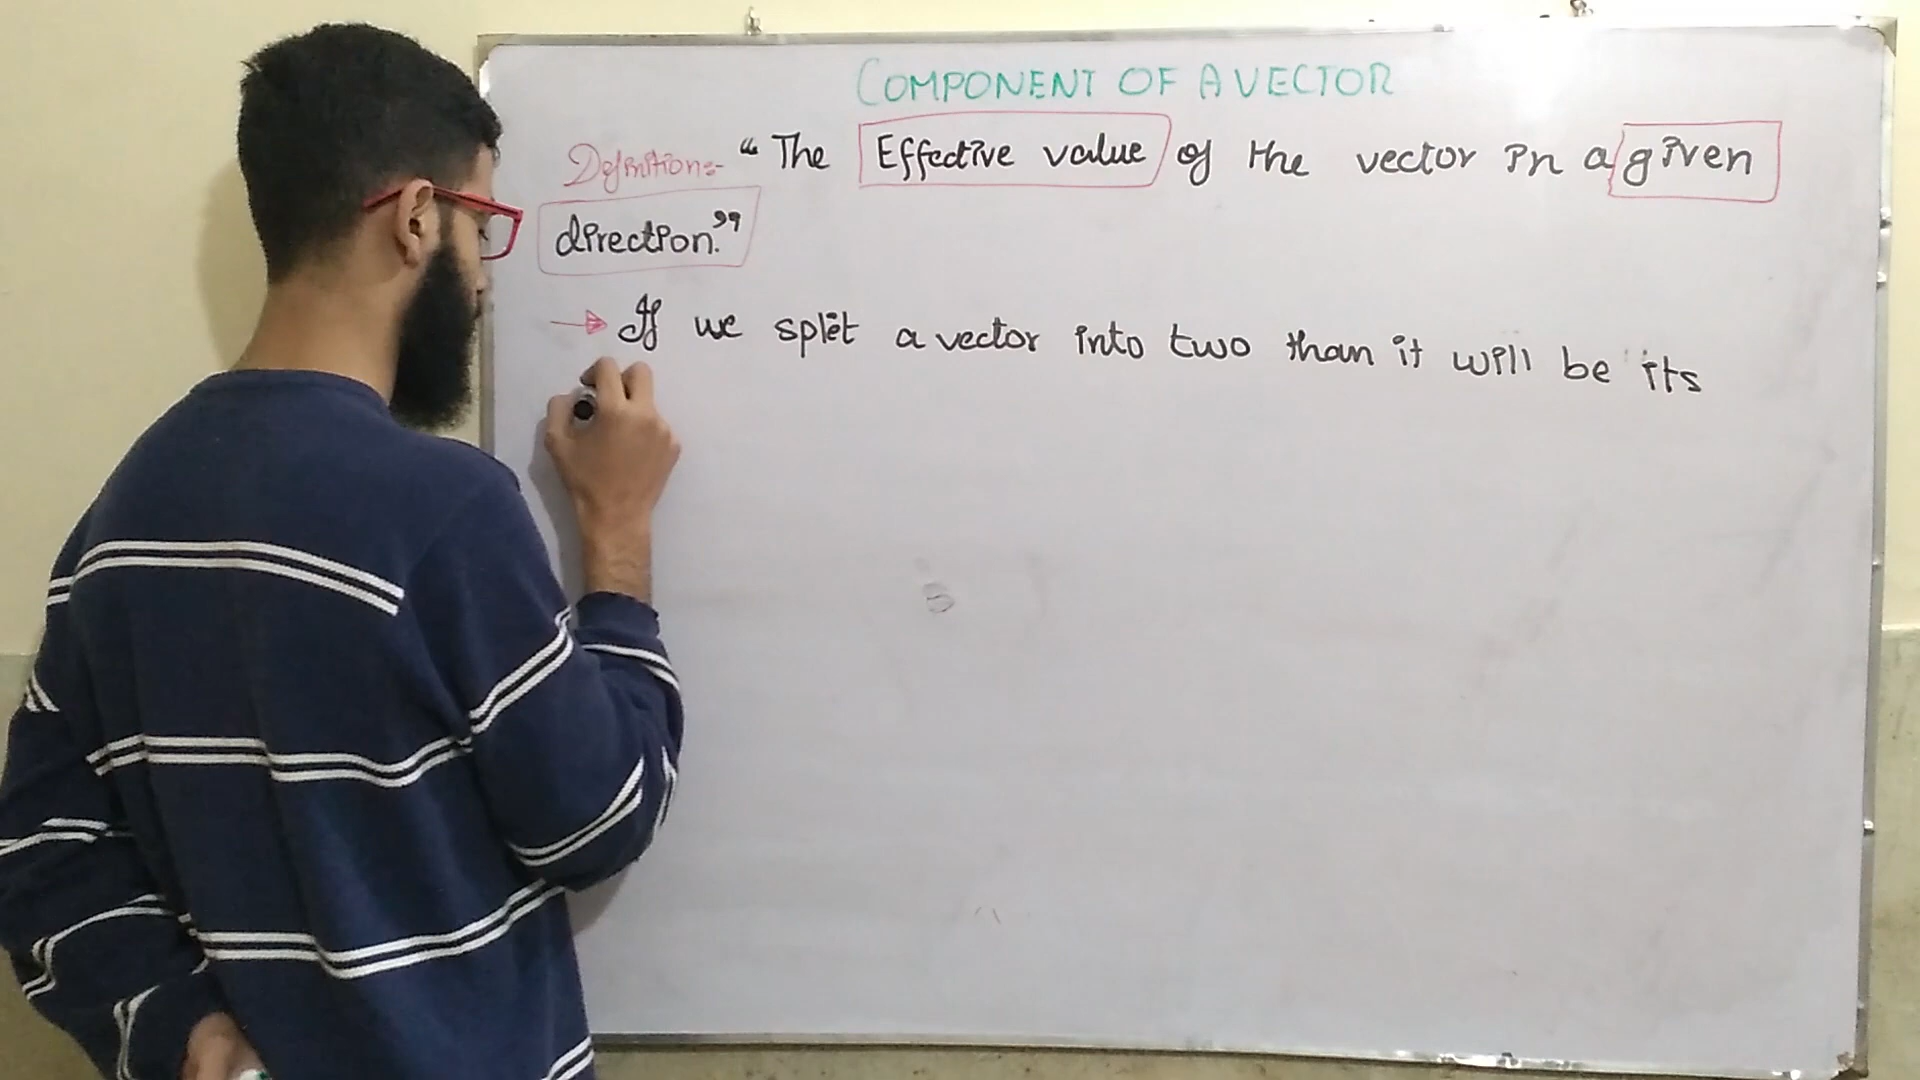 COMPONENT OF A VECTOR
Definition:- “The Effective value of the vector in a given
direction.”
→ If we split a vector into two than it will be its